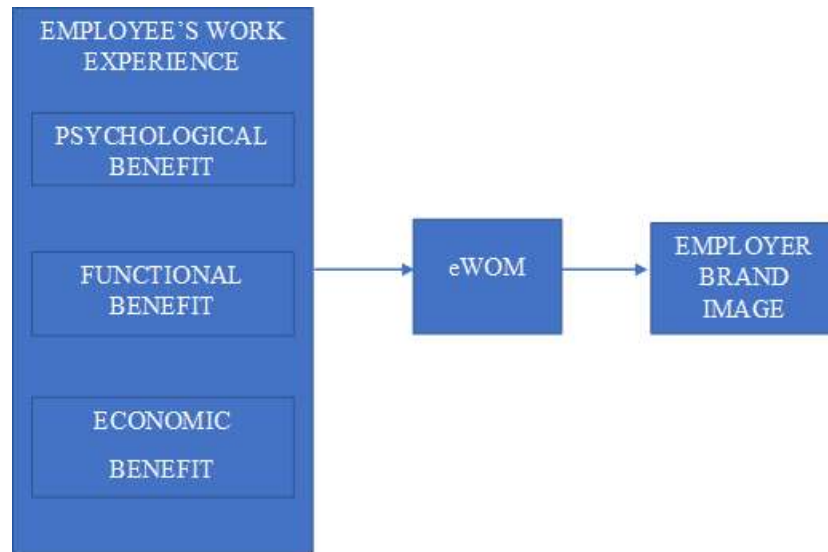 EMPLOYEE’S WORK
EXPERIENCE
PSYCHOLOGICAL
BENEFIT
FUNCTIONAL
BENEFIT
ECONOMIC
BENEFIT
eWOM
EMPLOYER
BRAND
IMAGE